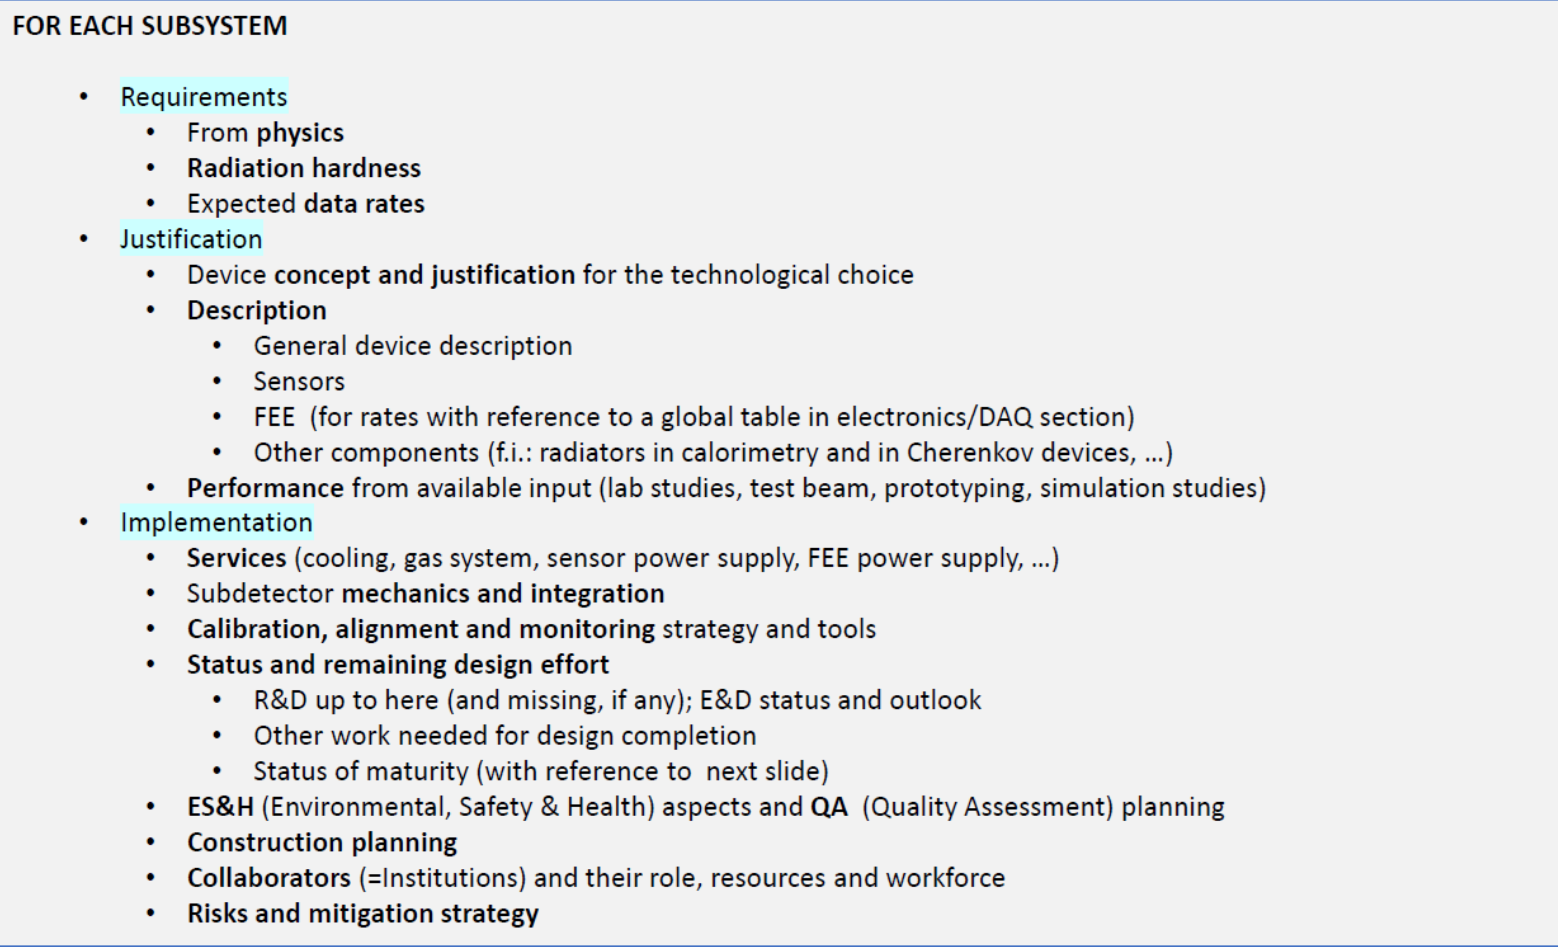 FOR EACH SUBSYSTEM
• Requirements
• From physics
• Radiation hardness
• Expected data rates
• Justification
• Device concept and justification for the technological choice
• Description
• General device description
• Sensors
• FEE  (for rates with reference to a global table in electronics/DAQ section)
• Other components (f.i.: radiators in calorimetry and in Cherenkov devices, …)
• Performance from available input (lab studies, test beam, prototyping, simulation studies)
• Implementation
• Services (cooling, gas system, sensor power supply, FEE power supply, …)
• Subdetector mechanics and integration
• Calibration, alignment and monitoring strategy and tools
• Status and remaining design effort
• R&D up to here (and missing, if any); E&D status and outlook
• Other work needed for design completion
• Status of maturity (with reference to  next slide)
• ES&H (Environmental, Safety & Health) aspects and QA  (Quality Assessment) planning
• Construction planning
• Collaborators (=Institutions) and their role, resources and workforce
• Risks and mitigation strategy